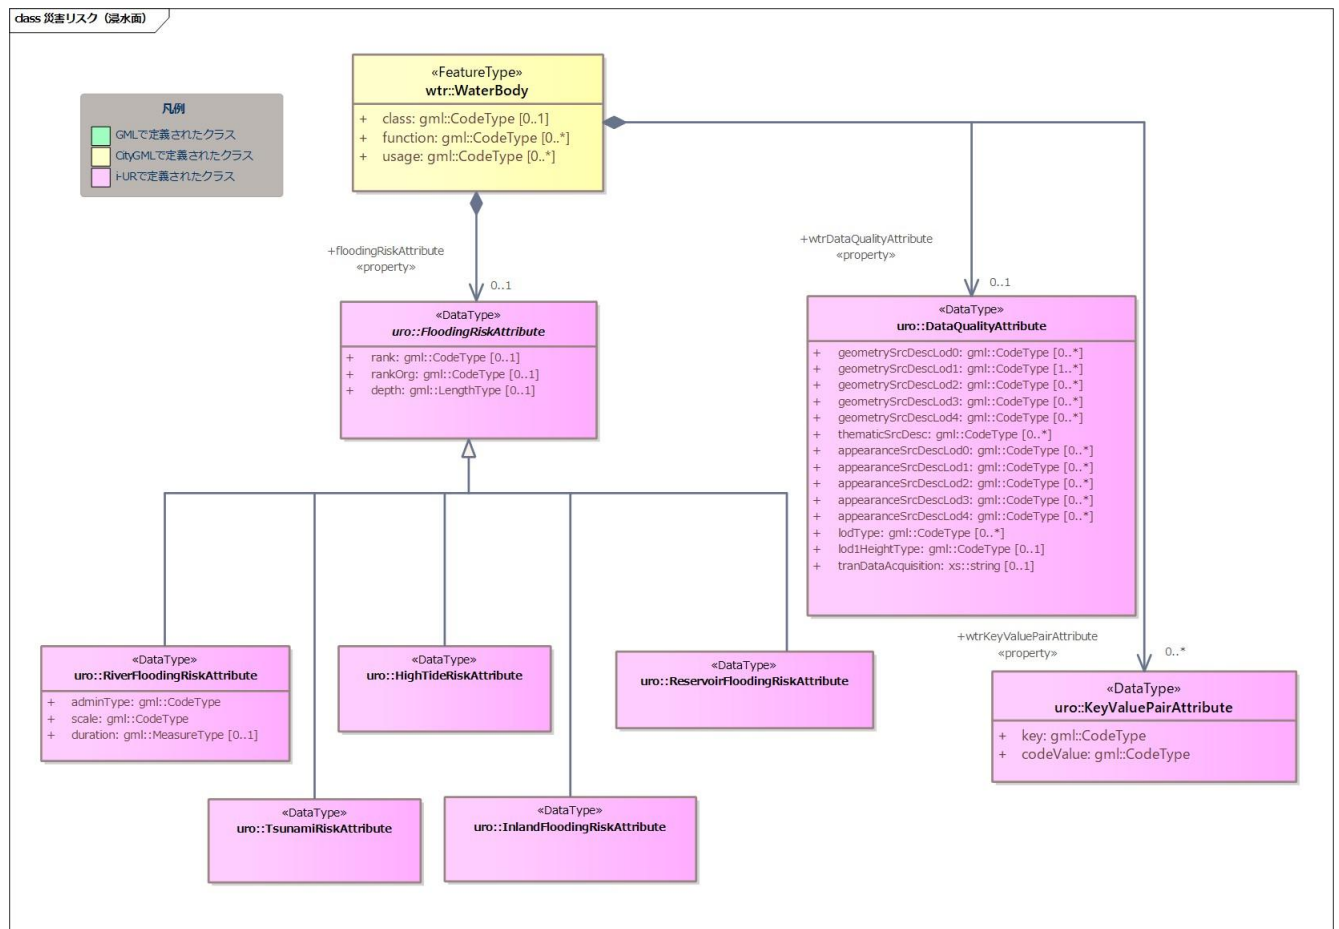 class 災害リスク（浸水面）
凡例
GMLで定義されたクラス
CityGMLで定義されたクラス
i-URで定義されたクラス
«FeatureType»
wtr::WaterBody
+ class: gml::CodeType [0..1]
+ function: gml::CodeType [0..*]
+ usage: gml::CodeType [0..*]
+floodingRiskAttribute
«property»
0..1
+wtrDataQualityAttribute
«property»
0..1
«DataType»
uro::FloodingRiskAttribute
+ rank: gml::CodeType [0..1]
+ rankOrg: gml::CodeType [0..1]
+ depth: gml::LengthType [0..1]
«DataType»
uro::DataQualityAttribute
+ geometrySrcDescLod0: gml::CodeType [0..*]
+ geometrySrcDescLod1: gml::CodeType [1..*]
+ geometrySrcDescLod2: gml::CodeType [0..*]
+ geometrySrcDescLod3: gml::CodeType [0..*]
+ geometrySrcDescLod4: gml::CodeType [0..*]
+ thematicSrcDesc: gml::CodeType [0..*]
+ appearanceSrcDescLod0: gml::CodeType [0..*]
+ appearanceSrcDescLod1: gml::CodeType [0..*]
+ appearanceSrcDescLod2: gml::CodeType [0..*]
+ appearanceSrcDescLod3: gml::CodeType [0..*]
+ appearanceSrcDescLod4: gml::CodeType [0..*]
+ lodType: gml::CodeType [0..*]
+ lod1HeightType: gml::CodeType [0..1]
+ tranDataAcquisition: xs::string [0..1]
+wtrKeyValuePairAttribute
«property»
0..*
«DataType»
uro::RiverFloodingRiskAttribute
+ adminType: gml::CodeType
+ scale: gml::CodeType
+ duration: gml::MeasureType [0..1]
«DataType»
uro::HighTideRiskAttribute
«DataType»
uro::ReservoirFloodingRiskAttribute
«DataType»
uro::KeyValuePairAttribute
+ key: gml::CodeType
+ codeValue: gml::CodeType
«DataType»
uro::TsunamiRiskAttribute
«DataType»
uro::InlandFloodingRiskAttribute